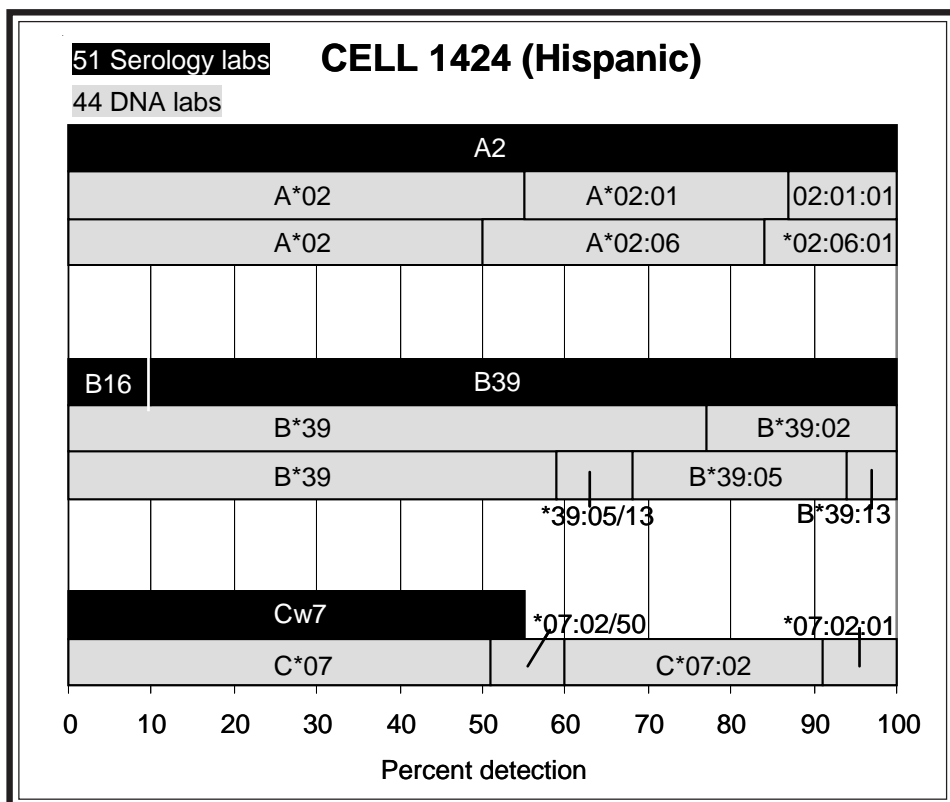 51 Serology labs CELL 1424 (Hispanic)
44 DNA labs
A2
A*02 A*02:01 02:01:01
A*02 A*02:06 *02:06:01
B16 B39
B*39 B*39:02
B*39 B*39:05
*39:05/13 B*39:13
Cw7 *07:02/50 *07:02:01
C*07 C*07:02
0 10 20 30 40 50 60 70 80 90 100
Percent detection